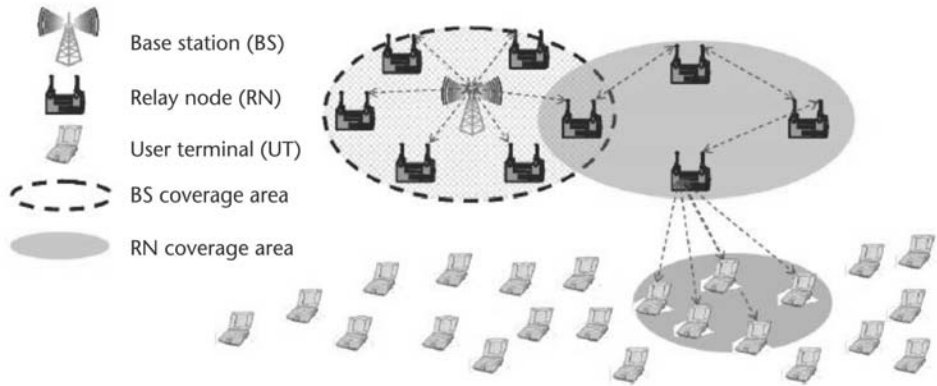 Base station (BS)
Relay node (RN)
User terminal (UT)
BS coverage area
RN coverage area